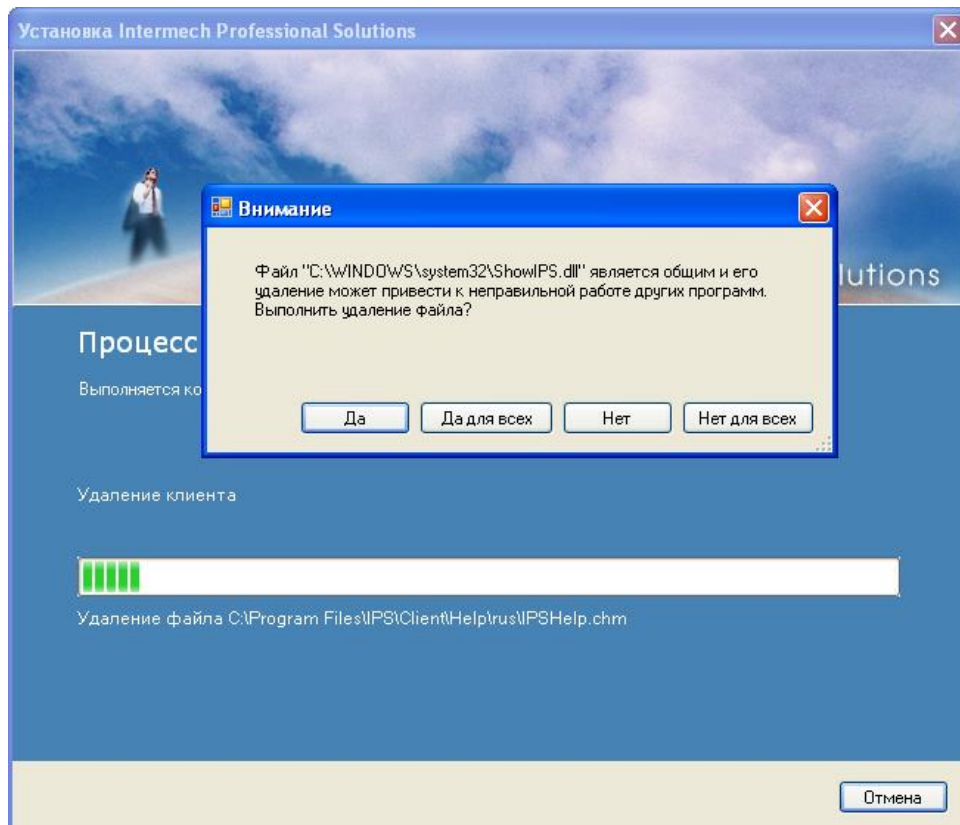 Установка Intermech Professional Solutions
lutions
Внимание
Файл "C:\WINDOWS\system32\ShowIPS.dll" является общим и его
удаление может привести к неправильной работе других программ.
Выполнить удаление файла?
Да Да для всех Нет Нет для всех
Процесс
Выполняется ко
Удаление клиента
Удаление файла C:\Program Files\IPS\Client\Help\rus\IPSHelp.chm
Отмена